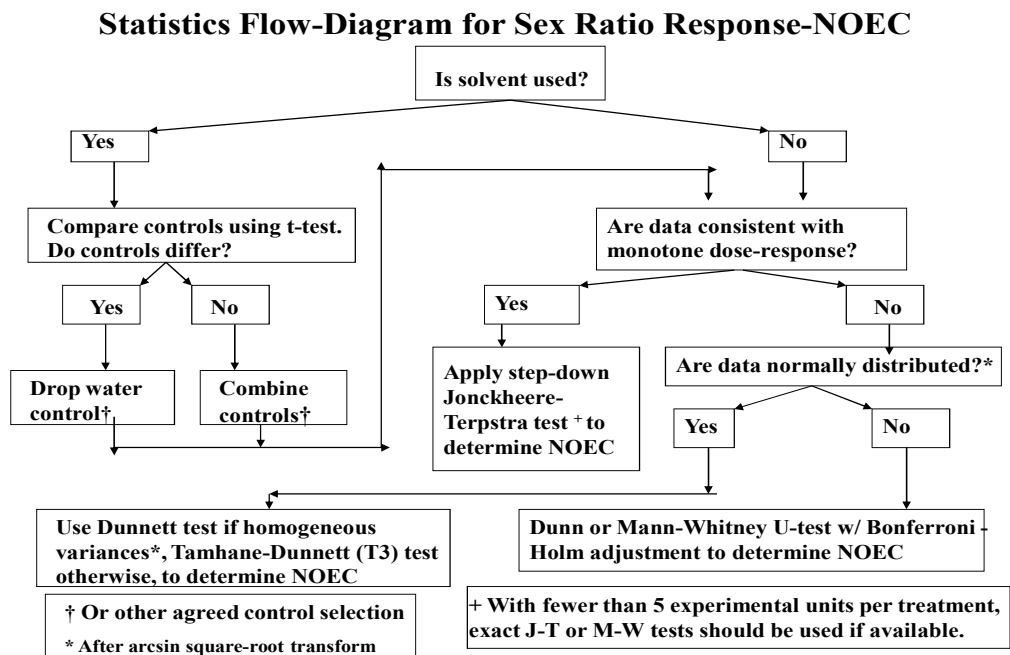 Statistics Flow-Diagram for Sex Ratio Response-NOEC
Is solvent used?
Yes
No
Compare controls using t-test.
Do controls differ?
Are data consistent with
monotone dose-response?
Yes
No
Yes
No
Drop water
control†
Combine
controls†
Apply step-down
Jonckheere-
Terpstra test + to
determine NOEC
Are data normally distributed?*
Yes
No
Use Dunnett test if homogeneous
variances*, Tamhane-Dunnett (T3) test
otherwise, to determine NOEC
Dunn or Mann-Whitney U-test w/ Bonferroni -
Holm adjustment to determine NOEC
† Or other agreed control selection
* After arcsin square-root transform
+ With fewer than 5 experimental units per treatment,
exact J-T or M-W tests should be used if available.